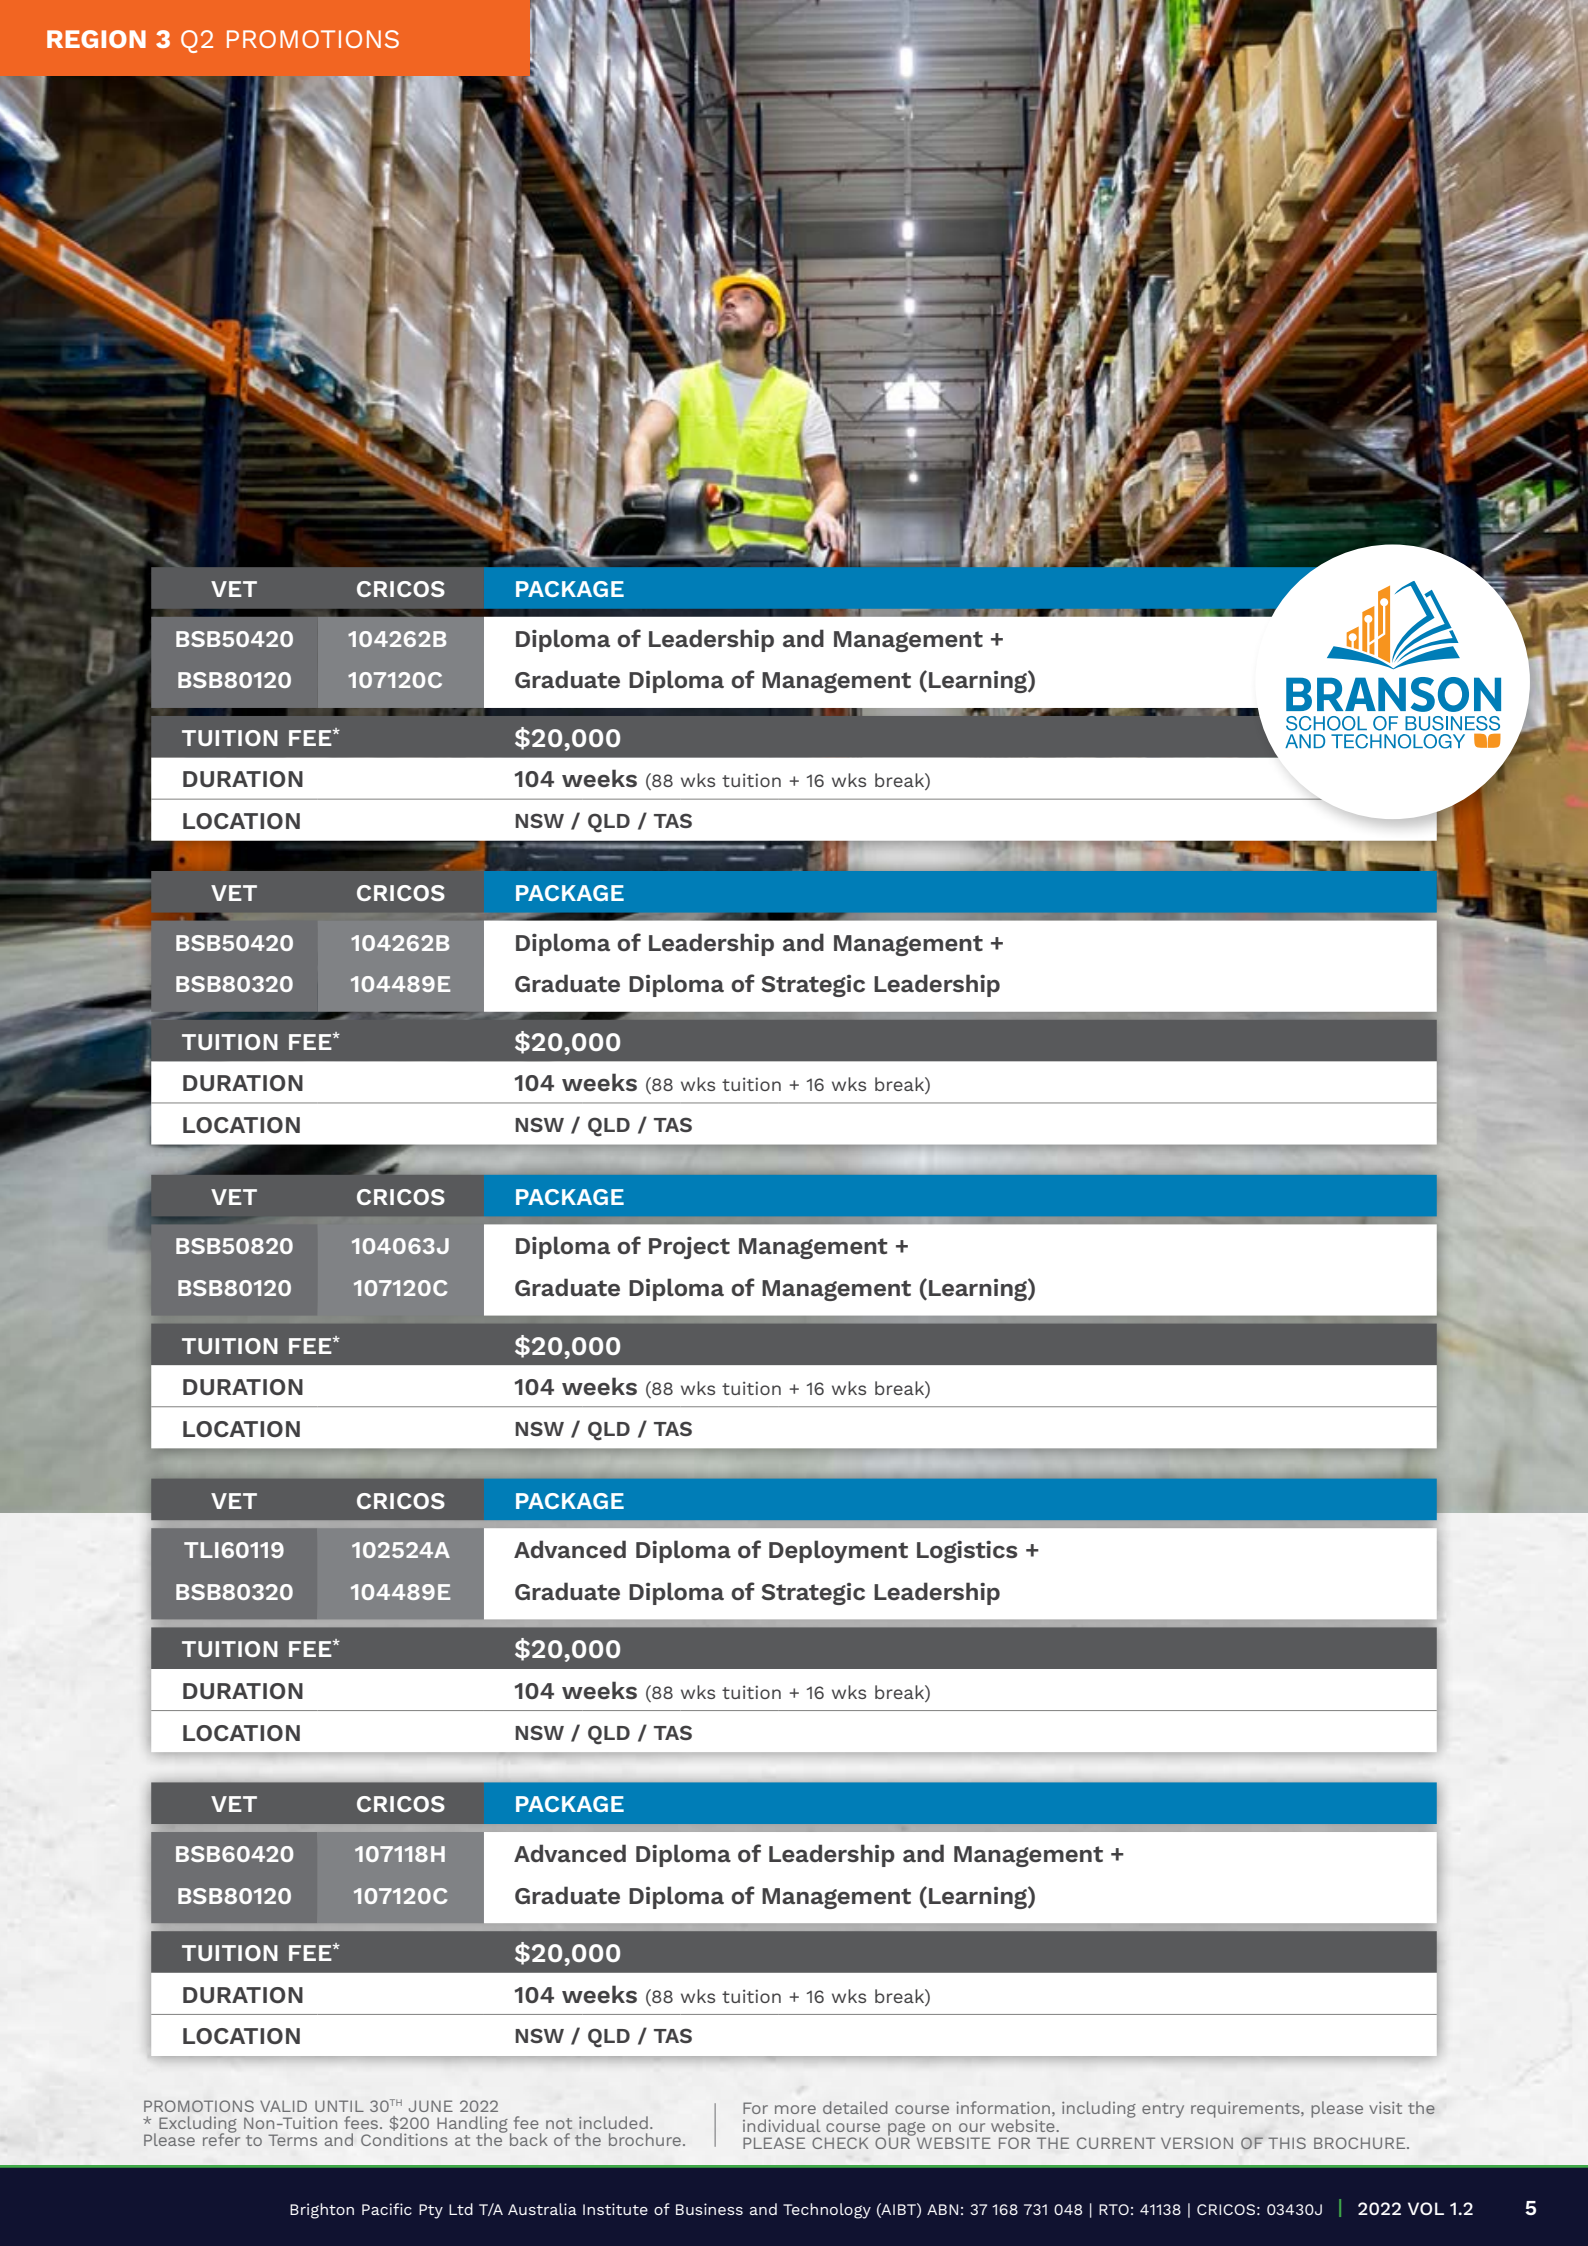 REGION 3 Q2 PROMOTIONS
BRANSON
SCHOOL OF BUSINESS
AND TECHNOLOGY
VET CRICOS PACKAGE
BSB50420 104262B Diploma of Leadership and Management +
BSB80120 107120C Graduate Diploma of Management (Learning)
TUITION FEE* $20,000
DURATION 104 weeks (88 wks tuition + 16 wks break)
LOCATION NSW / QLD / TAS
VET CRICOS PACKAGE
BSB50420 104262B Diploma of Leadership and Management +
BSB80320 104489E Graduate Diploma of Strategic Leadership
TUITION FEE* $20,000
DURATION 104 weeks (88 wks tuition + 16 wks break)
LOCATION NSW / QLD / TAS
VET CRICOS PACKAGE
BSB50820 104063J Diploma of Project Management +
BSB80120 107120C Graduate Diploma of Management (Learning)
TUITION FEE* $20,000
DURATION 104 weeks (88 wks tuition + 16 wks break)
LOCATION NSW / QLD / TAS
VET CRICOS PACKAGE
TLI60119 102524A Advanced Diploma of Deployment Logistics +
BSB80320 104489E Graduate Diploma of Strategic Leadership
TUITION FEE* $20,000
DURATION 104 weeks (88 wks tuition + 16 wks break)
LOCATION NSW / QLD / TAS
VET CRICOS PACKAGE
BSB60420 107118H Advanced Diploma of Leadership and Management +
BSB80120 107120C Graduate Diploma of Management (Learning)
TUITION FEE* $20,000
DURATION 104 weeks (88 wks tuition + 16 wks break)
LOCATION NSW / QLD / TAS
PROMOTIONS VALID UNTIL 30TH JUNE 2022
* Excluding Non-Tuition fees. $200 Handling fee not included.
Please refer to Terms and Conditions at the back of the brochure.
For more detailed course information, including entry requirements, please visit the
individual course page on our website.
PLEASE CHECK OUR WEBSITE FOR THE CURRENT VERSION OF THIS BROCHURE.
Brighton Pacific Pty Ltd T/A Australia Institute of Business and Technology (AIBT) ABN: 37 168 731 048 | RTO: 41138 | CRICOS: 03430J | 2022 VOL 1.2 5